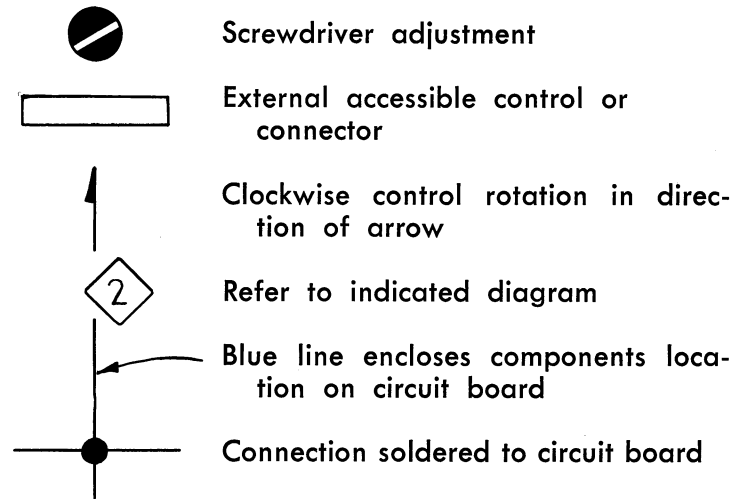 Screwdriver adjustment
External accessible control or
connector
Clockwise control rotation in direc-
tion of arrow
2
Refer to indicated diagram
Blue line encloses components loca-
tion on circuit board
Connection soldered to circuit board